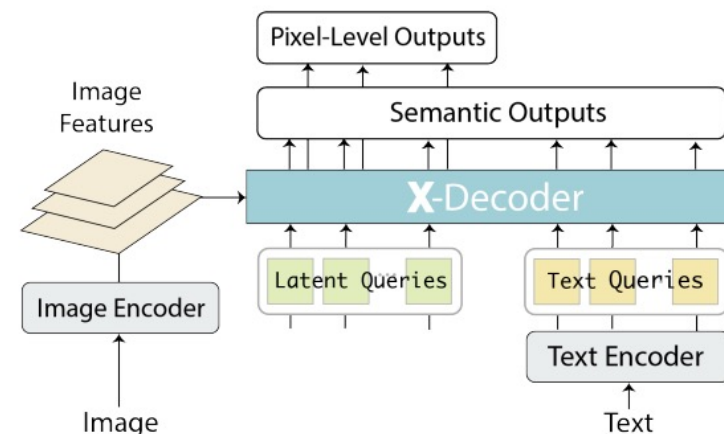 Pixel-Level Outputs
Image
Features
Semantic Outputs
X-Decoder
Latent Queries
Text Queries
Image Encoder
Text Encoder
Image
Text